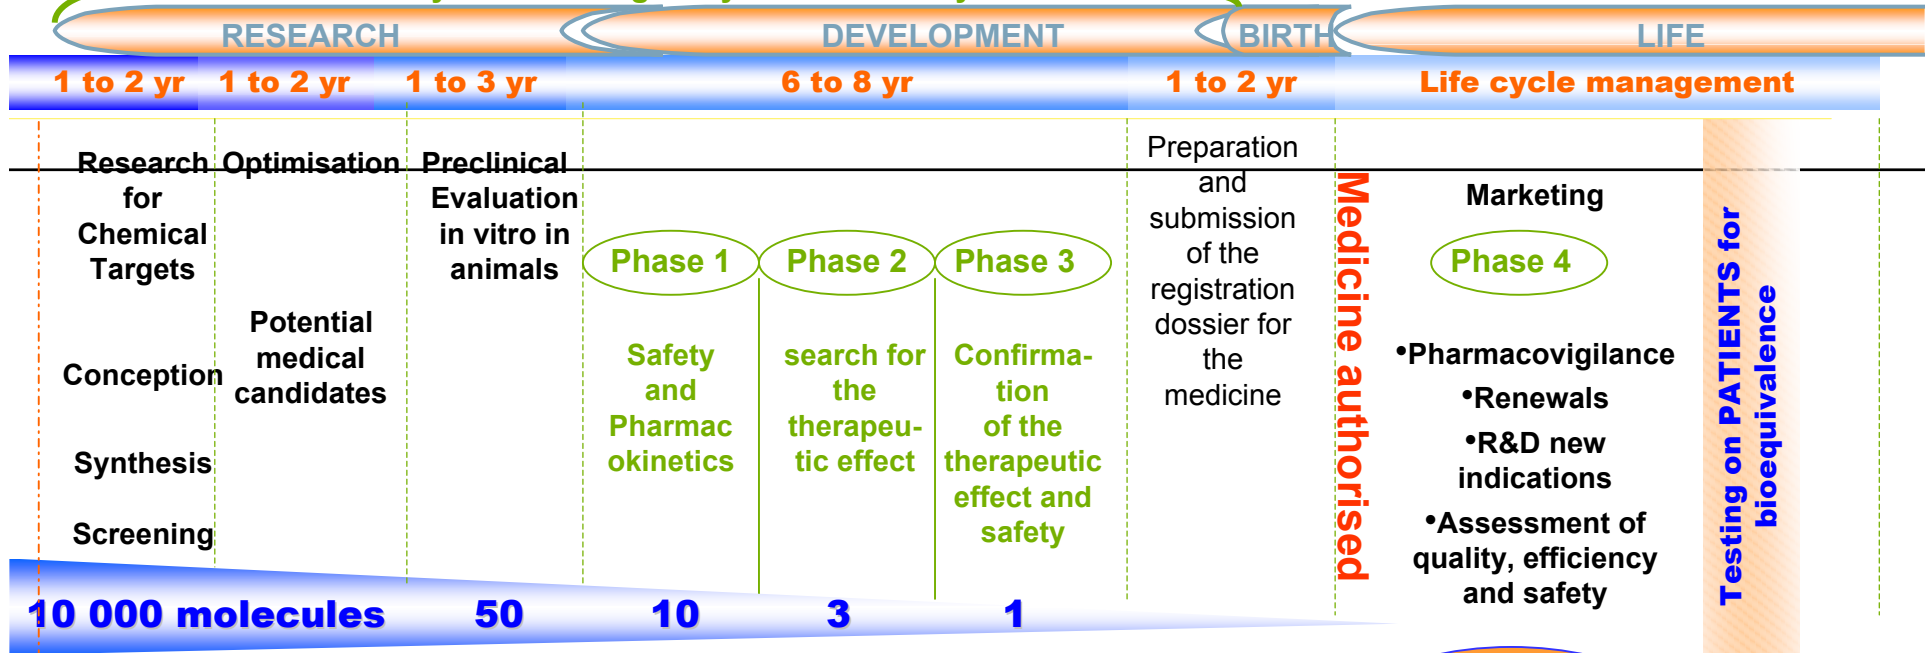 RESEARCH
DEVELOPMENT
BIRTH
LIFE
1 to 2 yr
1 to 2 yr
1 to 3 yr
6 to 8 yr
1 to 2 yr
Life cycle management
Research
for
Chemical
Targets
Conception
Synthesis
Screening
Optimisation
Potential
medical
candidates
Preclinical
Evaluation
in vitro in
animals
Phase 1
Safety
and
Pharmac
okinetics
Phase 2
search for
the
therapeu-
tic effect
Phase 3
Confirma-
tion
of the
therapeutic
effect and
safety
Preparation
and
submission
of the
registration
dossier for
the
medicine
Medicine authorised
Marketing
Phase 4
•Pharmacovigilance
•Renewals
•R&D new
indications
•Assessment of
quality, efficiency
and safety
Testing on PATIENTS for
bioequivalence
10 000 molecules
50
10
3
1